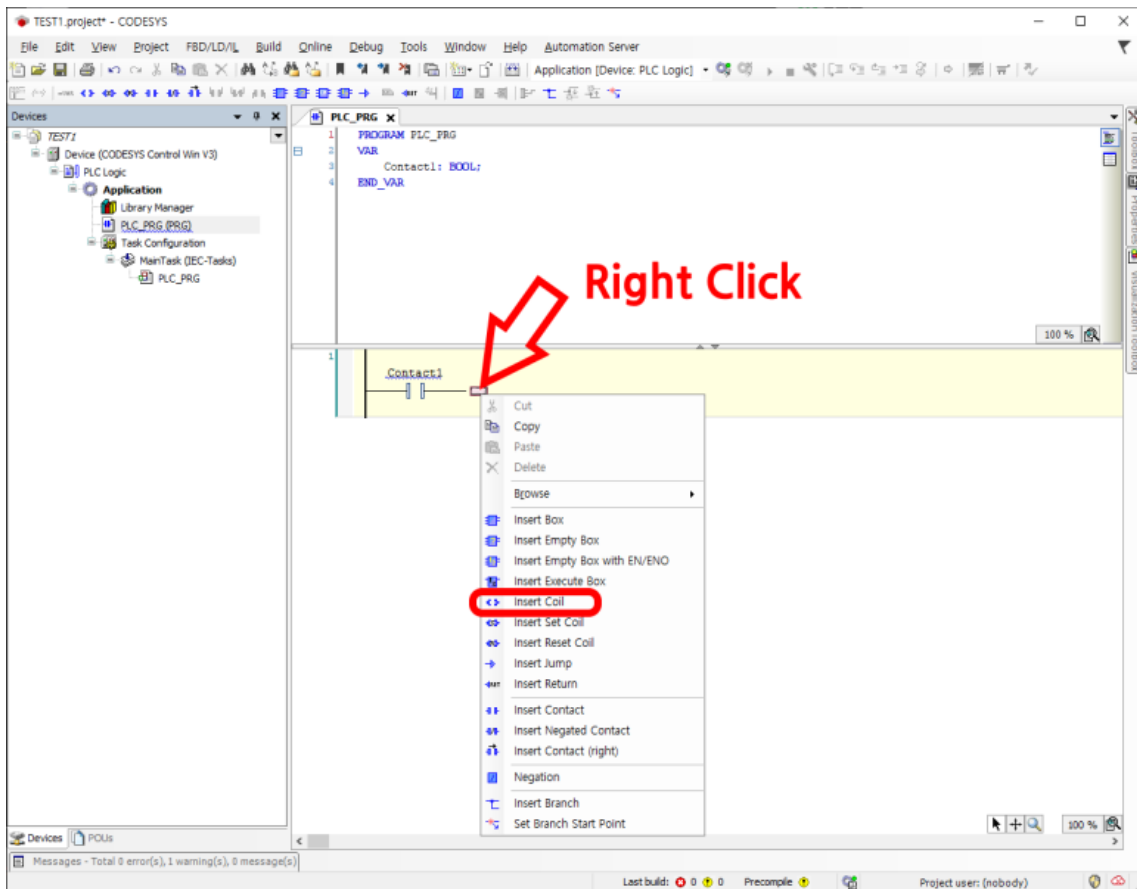 TEST1.project* - CODESYS
File Edit View Project FBD/LD/IL Build Online Debug Tools Window Help Automation Server
Application [Device: PLC Logic]
Devices
PLC_PRG
TEST1
Device (CODESYS Control Win V3)
PLC Logic
Application
Library Manager
PLC_PRG (PRG)
Task Configuration
MainTask (IEC-Tasks)
PLC_PRG
1 PROGRAM PLC_PRG
2 VAR
3 Contact1: BOOL;
4 END_VAR
Right Click
100 %
1
Contact1
Cut
Copy
Paste
Delete
Browse
Insert Box
Insert Empty Box
Insert Empty Box with EN/ENO
Insert Execute Box
Insert Coil
Insert Set Coil
Insert Reset Coil
Insert Jump
Insert Return
Insert Contact
Insert Negated Contact
Insert Contact (right)
Negation
Insert Branch
Set Branch Start Point
100 %
Toolbox
Properties
Visualization Toolbox
Devices POUs
Messages - Total 0 error(s), 1 warning(s), 0 message(s)
Last build: 0 0 Precompile Project user: (nobody)